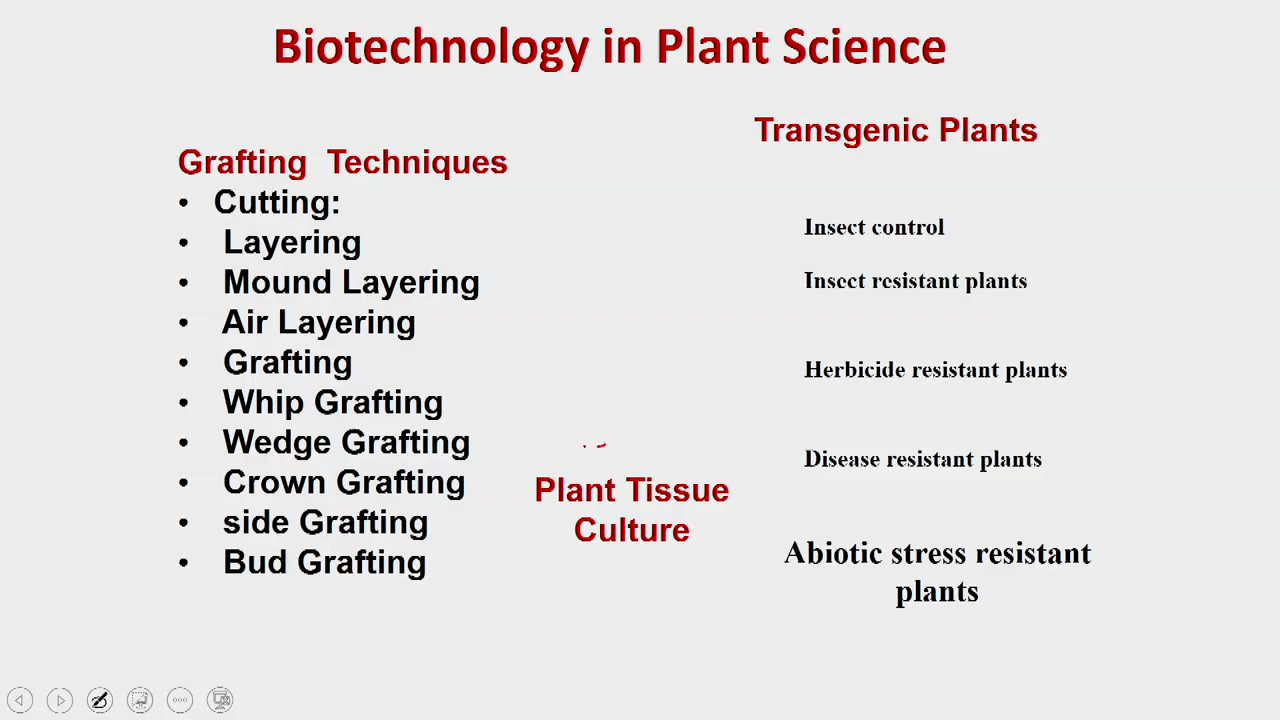 Biotechnology in Plant Science
Grafting Techniques
• Cutting:
• Layering
• Mound Layering
• Air Layering
• Grafting
• Whip Grafting
• Wedge Grafting
• Crown Grafting
• side Grafting
• Bud Grafting
Plant Tissue
Culture
Transgenic Plants
Insect control
Insect resistant plants
Herbicide resistant plants
Disease resistant plants
Abiotic stress resistant
plants